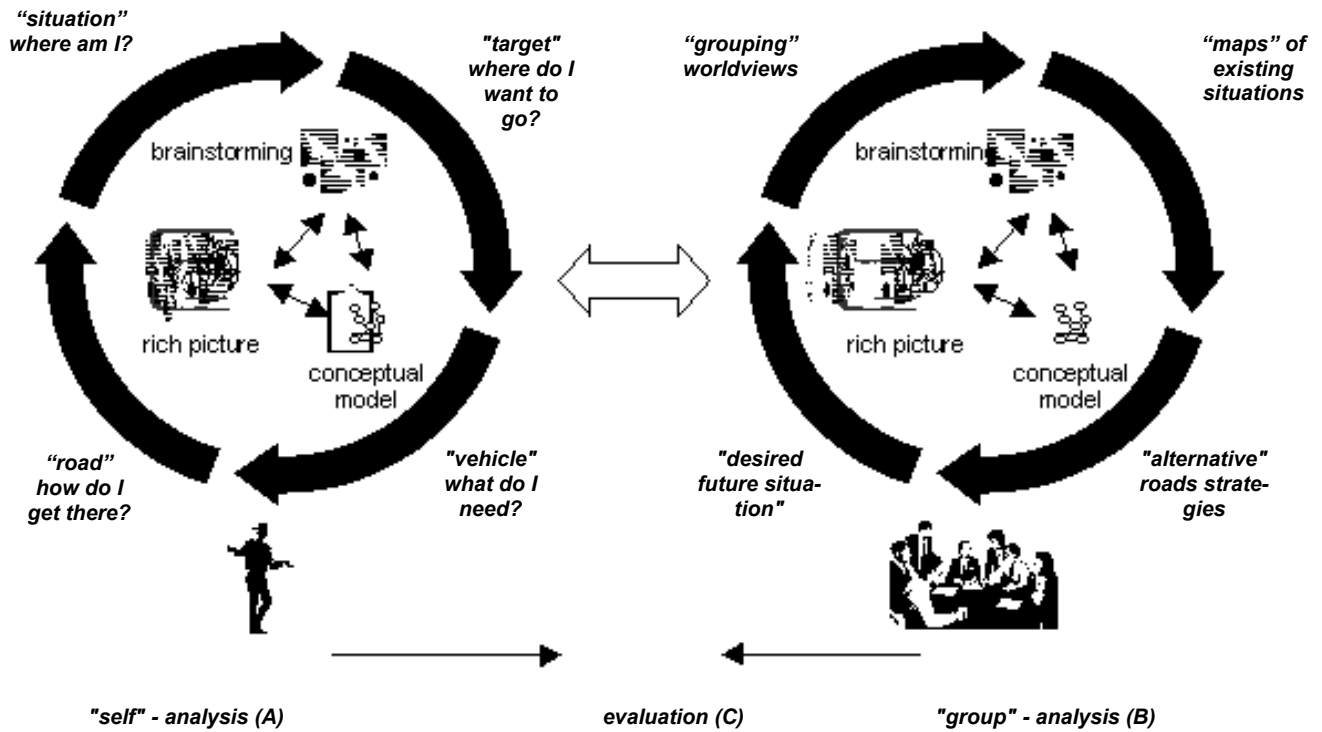 “situation”
where am I?
"target"
where do I
want to
go?
brainstorming
rich picture
conceptual
model
“road”
how do I
get there?
"vehicle"
what do I
need?
“grouping”
worldviews
“maps” of
existing
situations
brainstorming
rich picture
conceptual
model
"desired
future situa-
tion"
"alternative"
roads strate-
gies
"self" - analysis (A)
evaluation (C)
"group" - analysis (B)